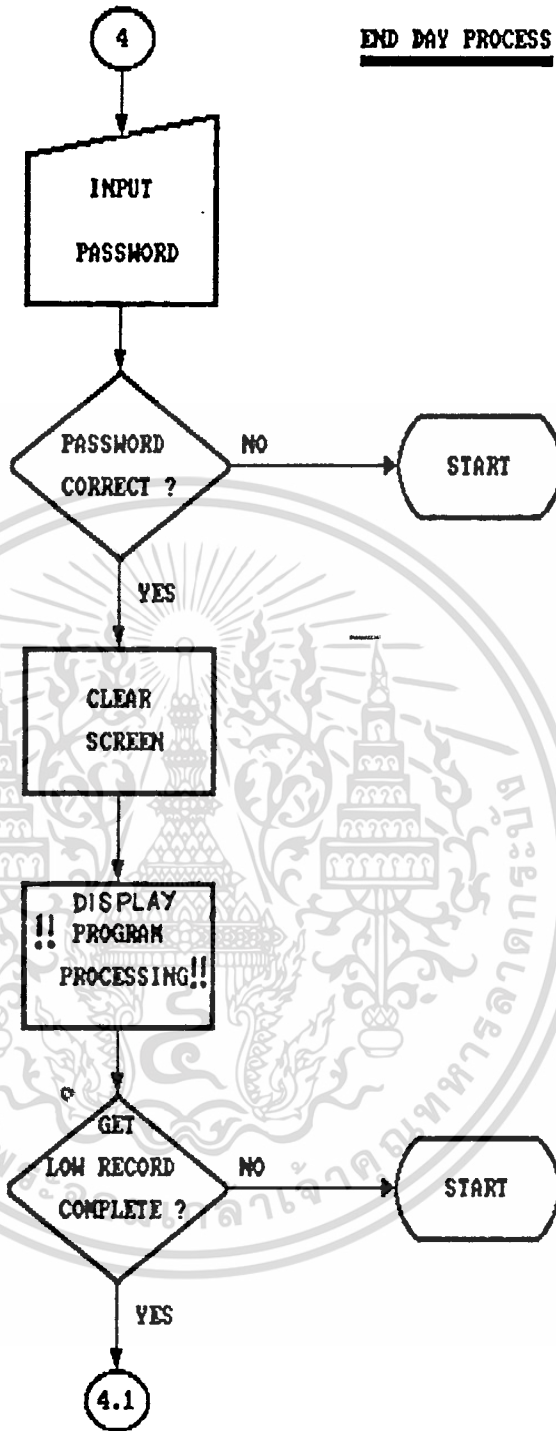 4
END DAY PROCESS
INPUT
PASSWORD
PASSWORD
CORRECT ?
NO
START
YES
CLEAR
SCREEN
DISPLAY
!! PROGRAM
PROCESSING!!
GET
LOW RECORD
COMPLETE ?
NO
START
YES
4.1